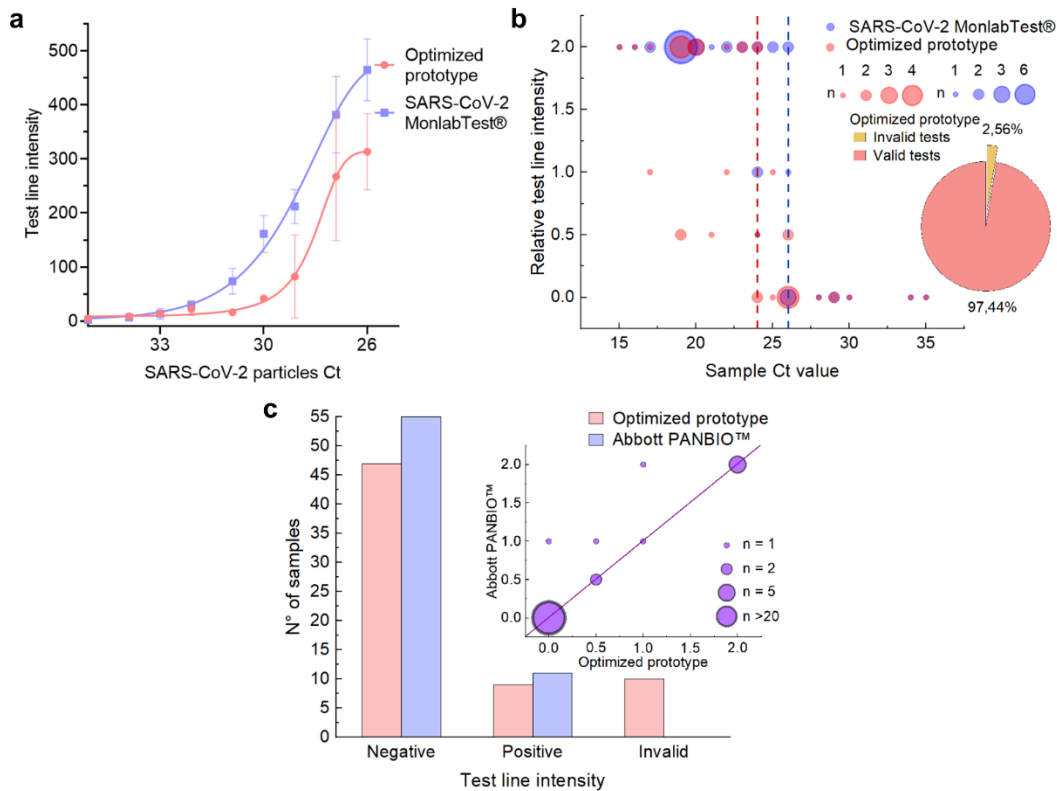 a
Test line intensity
500
400
300
200
100
0
33
30
26
SARS-CoV-2 particles Ct
Optimized
prototype
SARS-CoV-2
MonlabTest®
b
Relative test line intensity
2.0
1.5
1.0
0.5
0.0
15
20
25
30
35
Sample Ct value
SARS-CoV-2 MonlabTest®
Optimized prototype
1 2 3 4
n
1 2 3 6
n
Optimized prototype
Invalid tests
Valid tests
2,56%
97,44%
c
N° of samples
55
50
45
40
35
30
25
20
15
10
5
0
Negative
Positive
Invalid
Test line intensity
Optimized prototype
Abbott PANBIO™
Abbott PANBIO™
2.0
1.5
1.0
0.5
0.0
0.0
0.5
1.0
1.5
2.0
Optimized prototype
n = 1
n = 2
n = 5
n >20